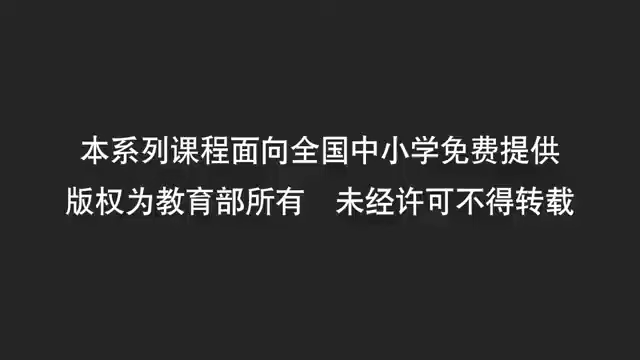 本系列课程面向全国中小学免费提供
版权为教育部所有　未经许可不得转载